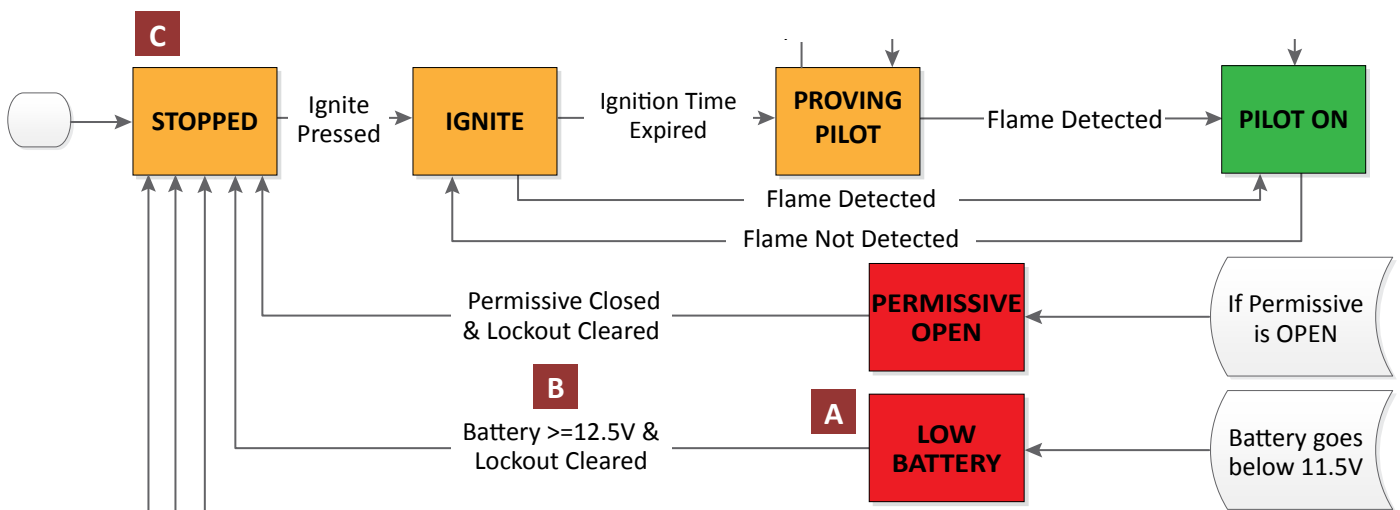 C
STOPPED
Ignite
Pressed
IGNITE
Ignition Time
Expired
PROVING
PILOT
Flame Detected
PILOT ON
Flame Detected
Flame Not Detected
Permissive Closed
& Lockout Cleared
PERMISSIVE
OPEN
If Permissive
is OPEN
B
Battery >=12.5V &
Lockout Cleared
A
LOW
BATTERY
Battery goes
below 11.5V